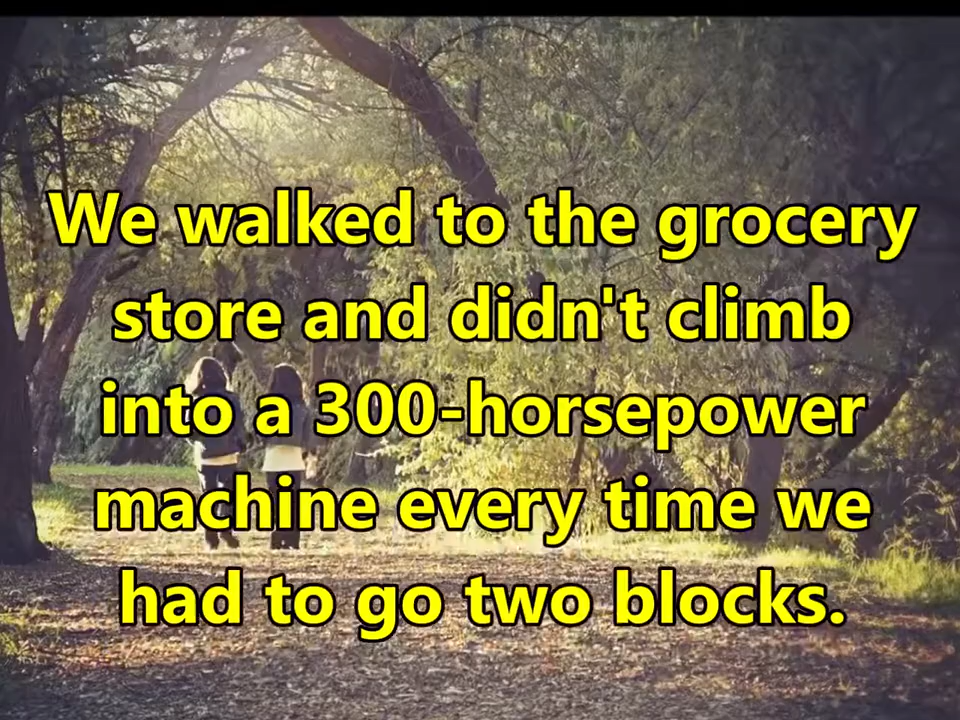 We walked to the grocery
store and didn't climb
into a 300-horsepower
machine every time we
had to go two blocks.